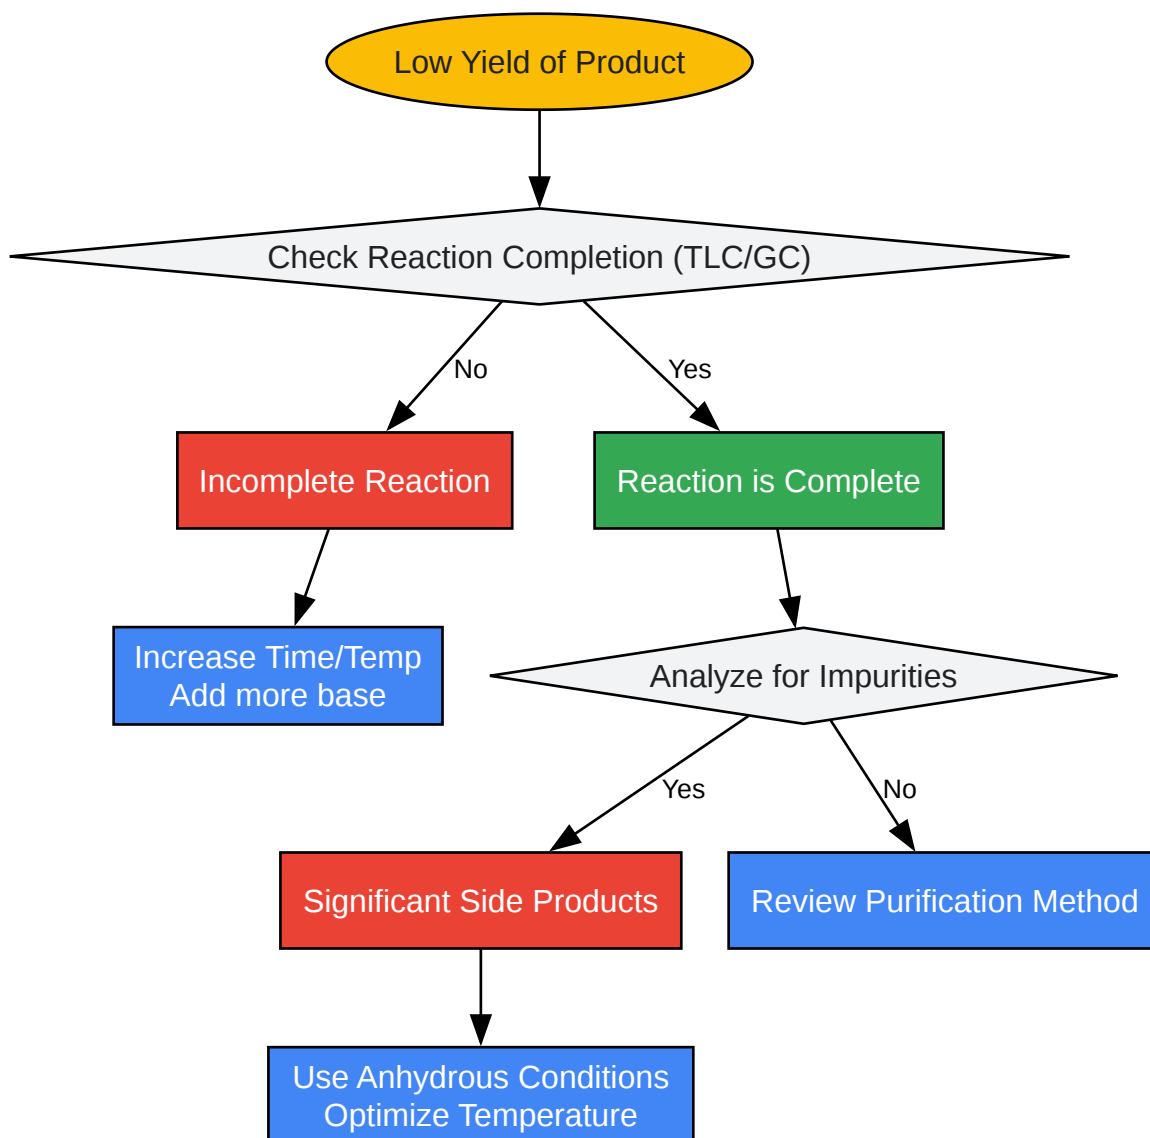 Low Yield of Product
Check Reaction Completion (TLC/GC)
No
Yes
Incomplete Reaction
Reaction is Complete
Increase Time/Temp
Add more base
Analyze for Impurities
Yes
No
Significant Side Products
Review Purification Method
Use Anhydrous Conditions
Optimize Temperature